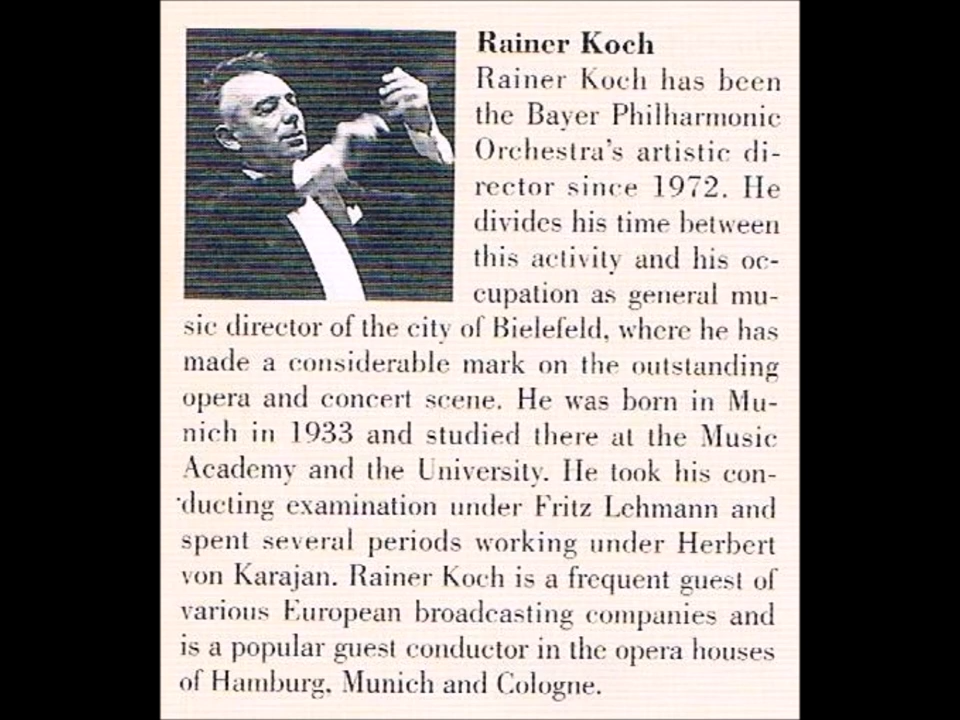 Rainer Koch
Rainer Koch has been
the Bayer Philharmonic
Orchestra's artistic di-
rector since 1972. He
divides his time between
this activity and his oc-
cupation as general mu-
sic director of the city of Bielefeld, where he has
made a considerable mark on the outstanding
opera and concert scene. He was born in Mu-
nich in 1933 and studied there at the Music
Academy and the University. He took his con-
ducting examination under Fritz Lehmann and
spent several periods working under Herbert
von Karajan. Rainer Koch is a frequent guest of
various European broadcasting companies and
is a popular guest conductor in the opera houses
of Hamburg, Munich and Cologne.